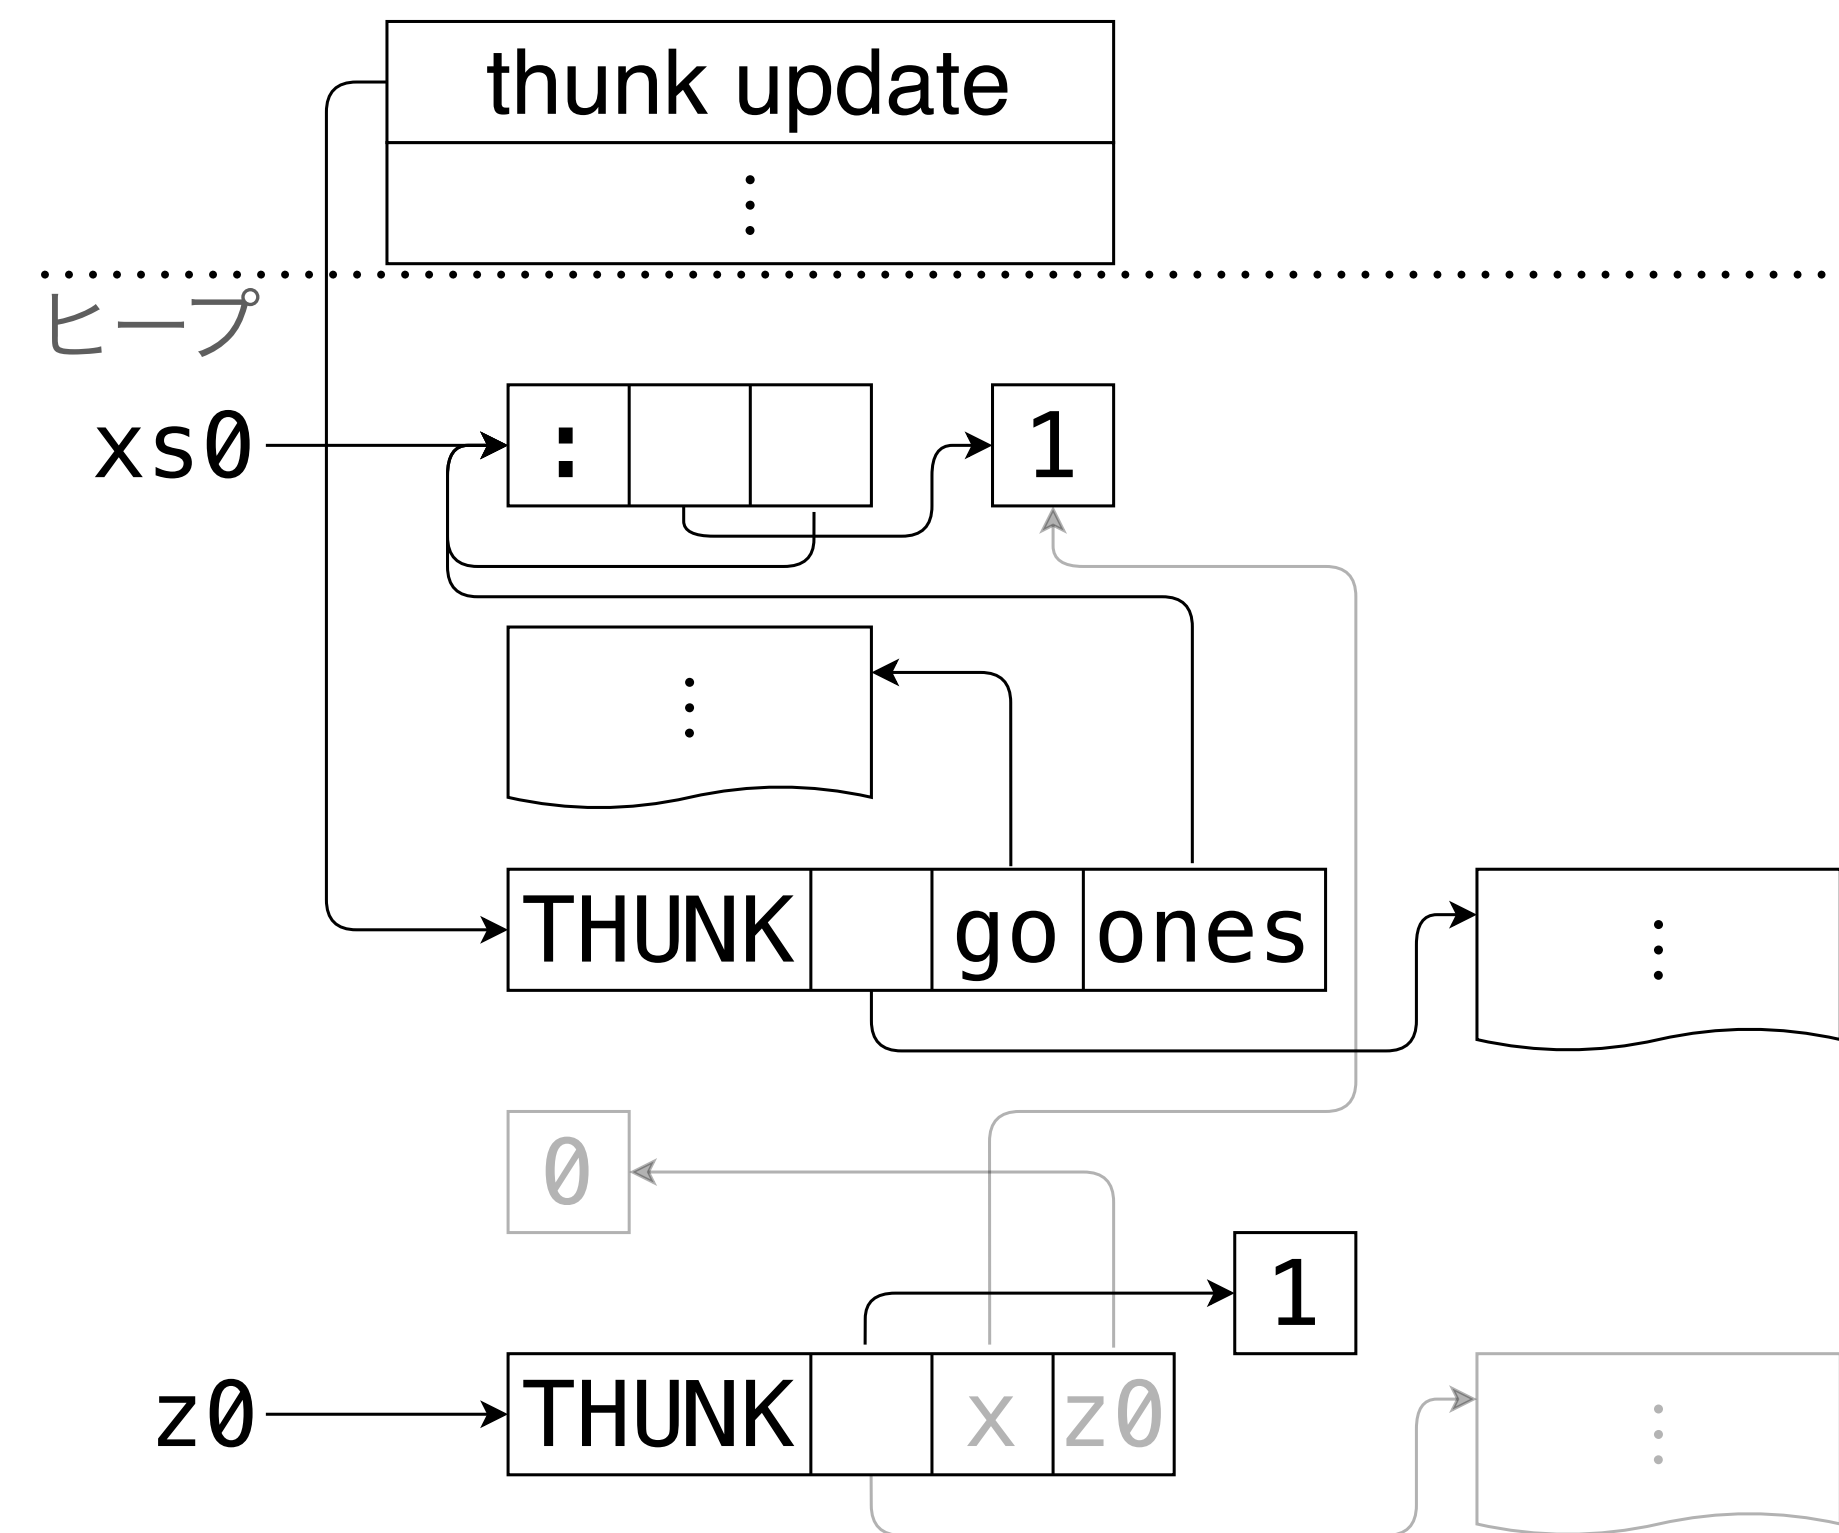 thunk update
⋮
ヒープ
xs0 : 1
⋮
THUNK go ones
⋮
0
1
z0 THUNK x z0
⋮